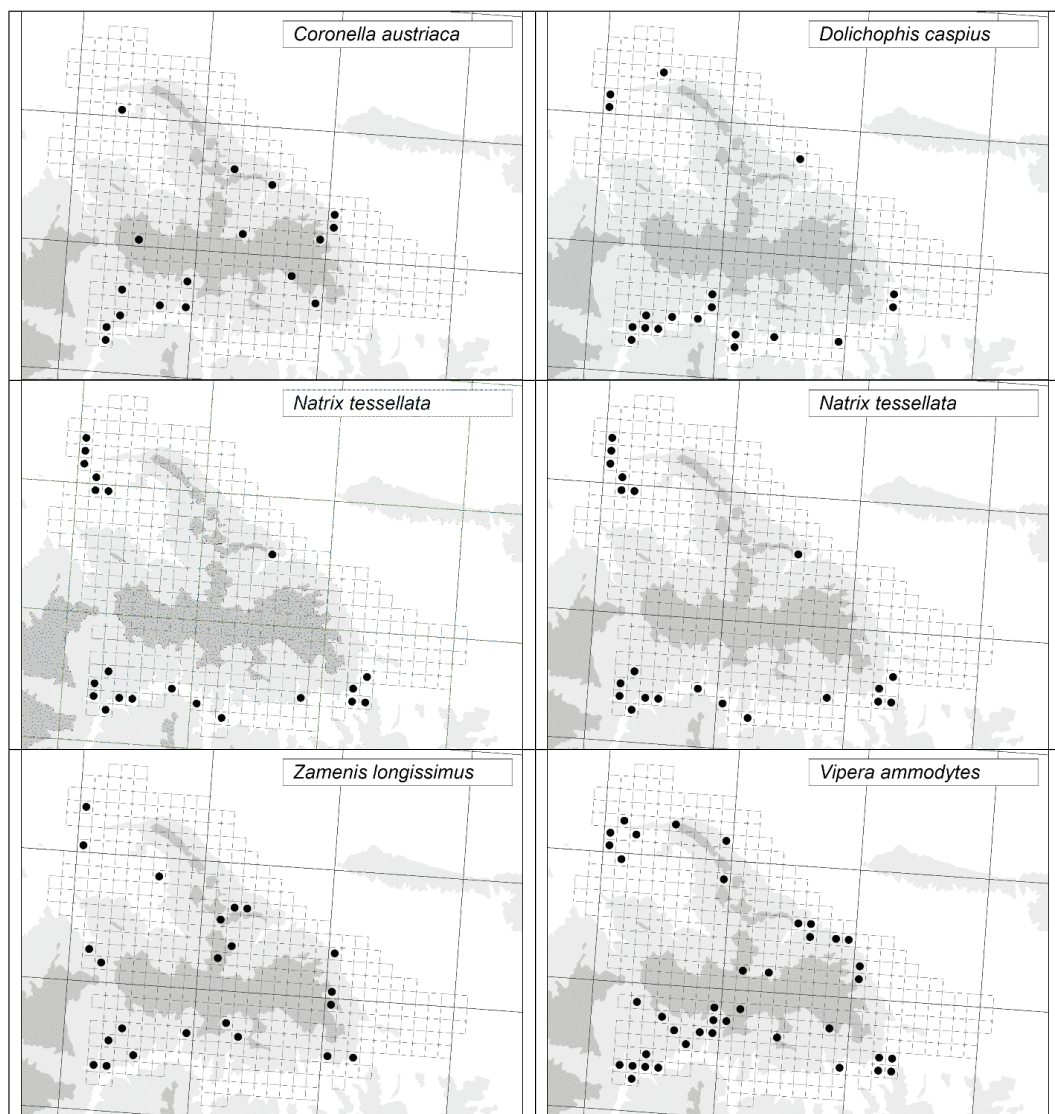 Coronella austriaca
Dolichophis caspius
Natrix tessellata
Natrix tessellata
Zamenis longissimus
Vipera ammodytes